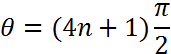 θ = (4n + 1) π/2